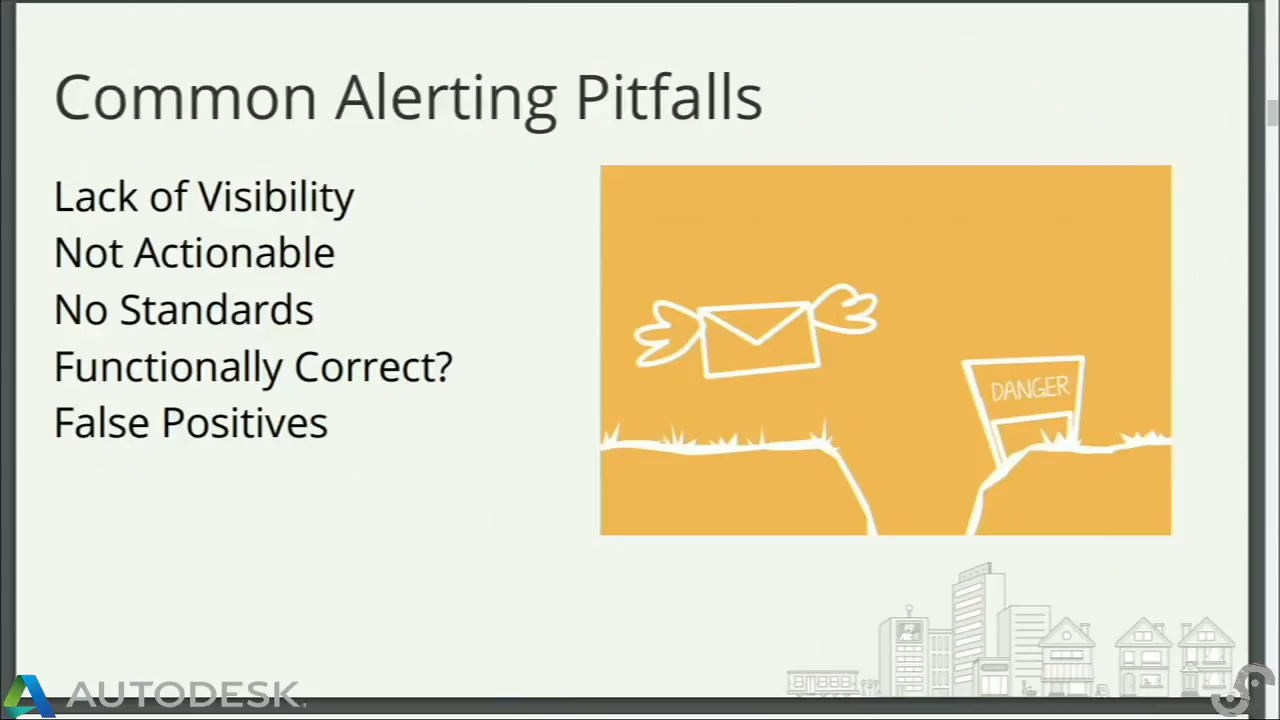 Common Alerting Pitfalls
Lack of Visibility
Not Actionable
No Standards
Functionally Correct?
False Positives
DANGER
AUTODESK.